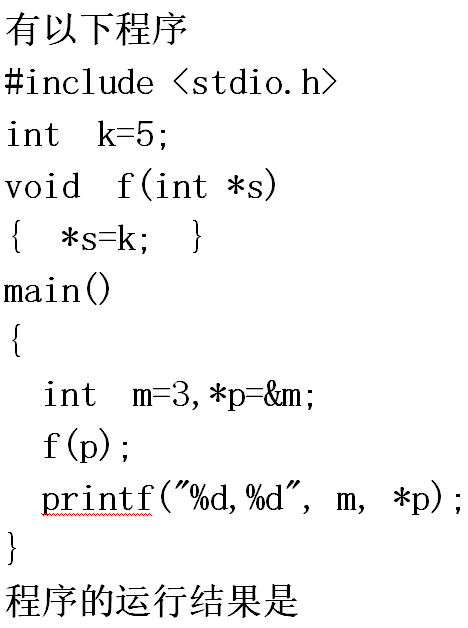 有以下程序
#include <stdio.h>
int  k=5;
void  f(int *s)
{  *s=k;  }
main()
{
  int  m=3,*p=&m;
  f(p);
  printf("%d,%d", m, *p);
}
程序的运行结果是